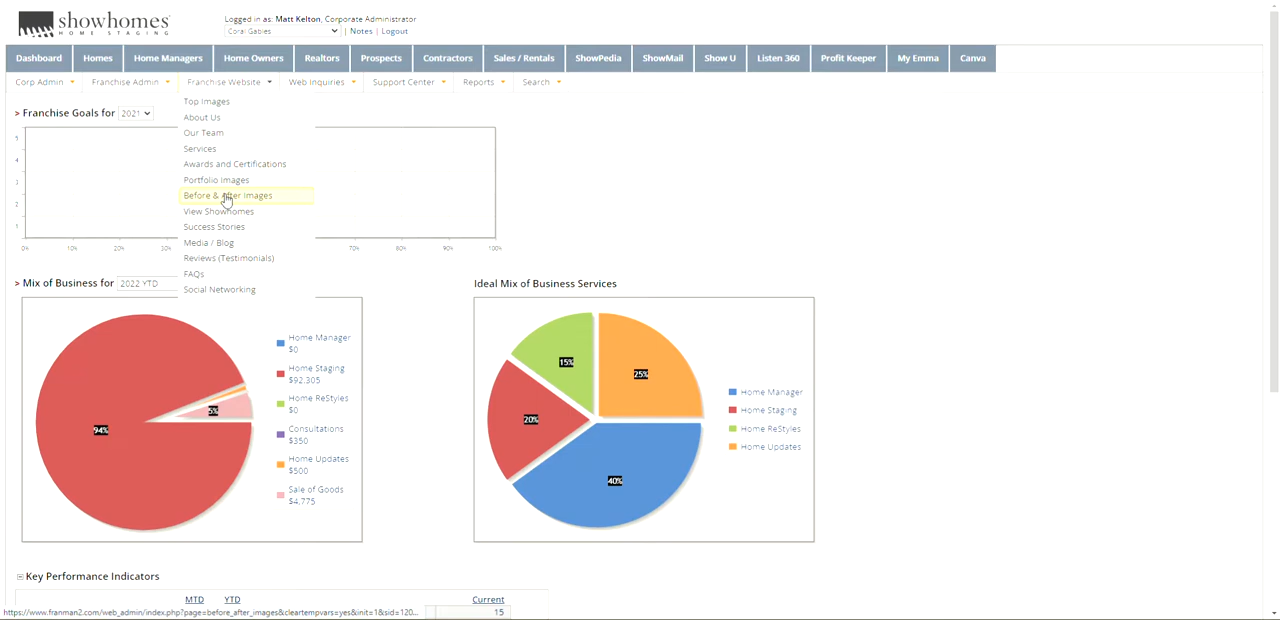 showhomes
HOME STAGING
Logged in as: Matt Kelton, Corporate Administrator
Coral Gables
| Notes | Logout
Dashboard Homes Home Managers Home Owners Realtors Prospects Contractors Sales / Rentals ShowPedia ShowMail Show U Listen 360 Profit Keeper My Emma Canva
Corp Admin Franchise Admin Franchise Website Web Inquiries Support Center Reports Search
Top Images
About Us
Our Team
Services
Awards and Certifications
Portfolio Images
Before & After Images
View Showhomes
Success Stories
Media / Blog
Reviews (Testimonials)
FAQs
Social Networking
> Franchise Goals for 2021
5
4
3
2
1
0% 10% 20% 30% 70% 80% 90% 100%
> Mix of Business for 2022 YTD
94%
5%
Home Manager
$0
Home Staging
$92,305
Home ReStyles
$0
Consultations
$350
Home Updates
$500
Sale of Goods
$4,775
Ideal Mix of Business Services
15%
25%
20%
40%
Home Manager
Home Staging
Home ReStyles
Home Updates
Key Performance Indicators
MTD YTD Current
15
https://www.franman2.com/web_admin/index.php?page=before_after_images&cleartempvars=yes&init=1&sid=120...